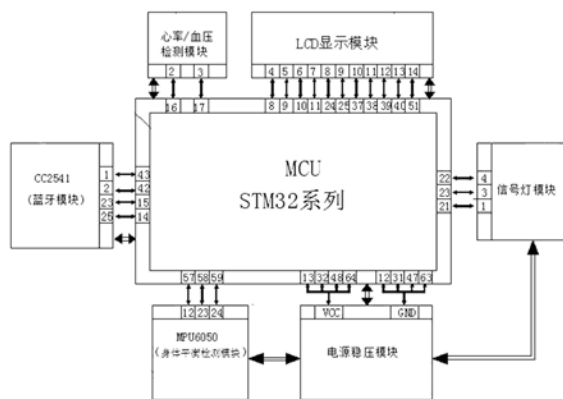 心率/血压
检测模块
2 3
LCD显示模块
4 5 6 7 8 9 10 11 12 13 14
16 17
8 9 10 11 24 25 37 38 39 40 51
CC2541
(蓝牙模块)
1
2
23
25
43
42
15
14
MCU
STM32系列
22
23
21
4
3
1
信号灯模块
57 58 59
13 32 48 64
12 31 47 63
12 23 24
MPU6050
(身体平衡检测模块)
VCC
GND
电源稳压模块